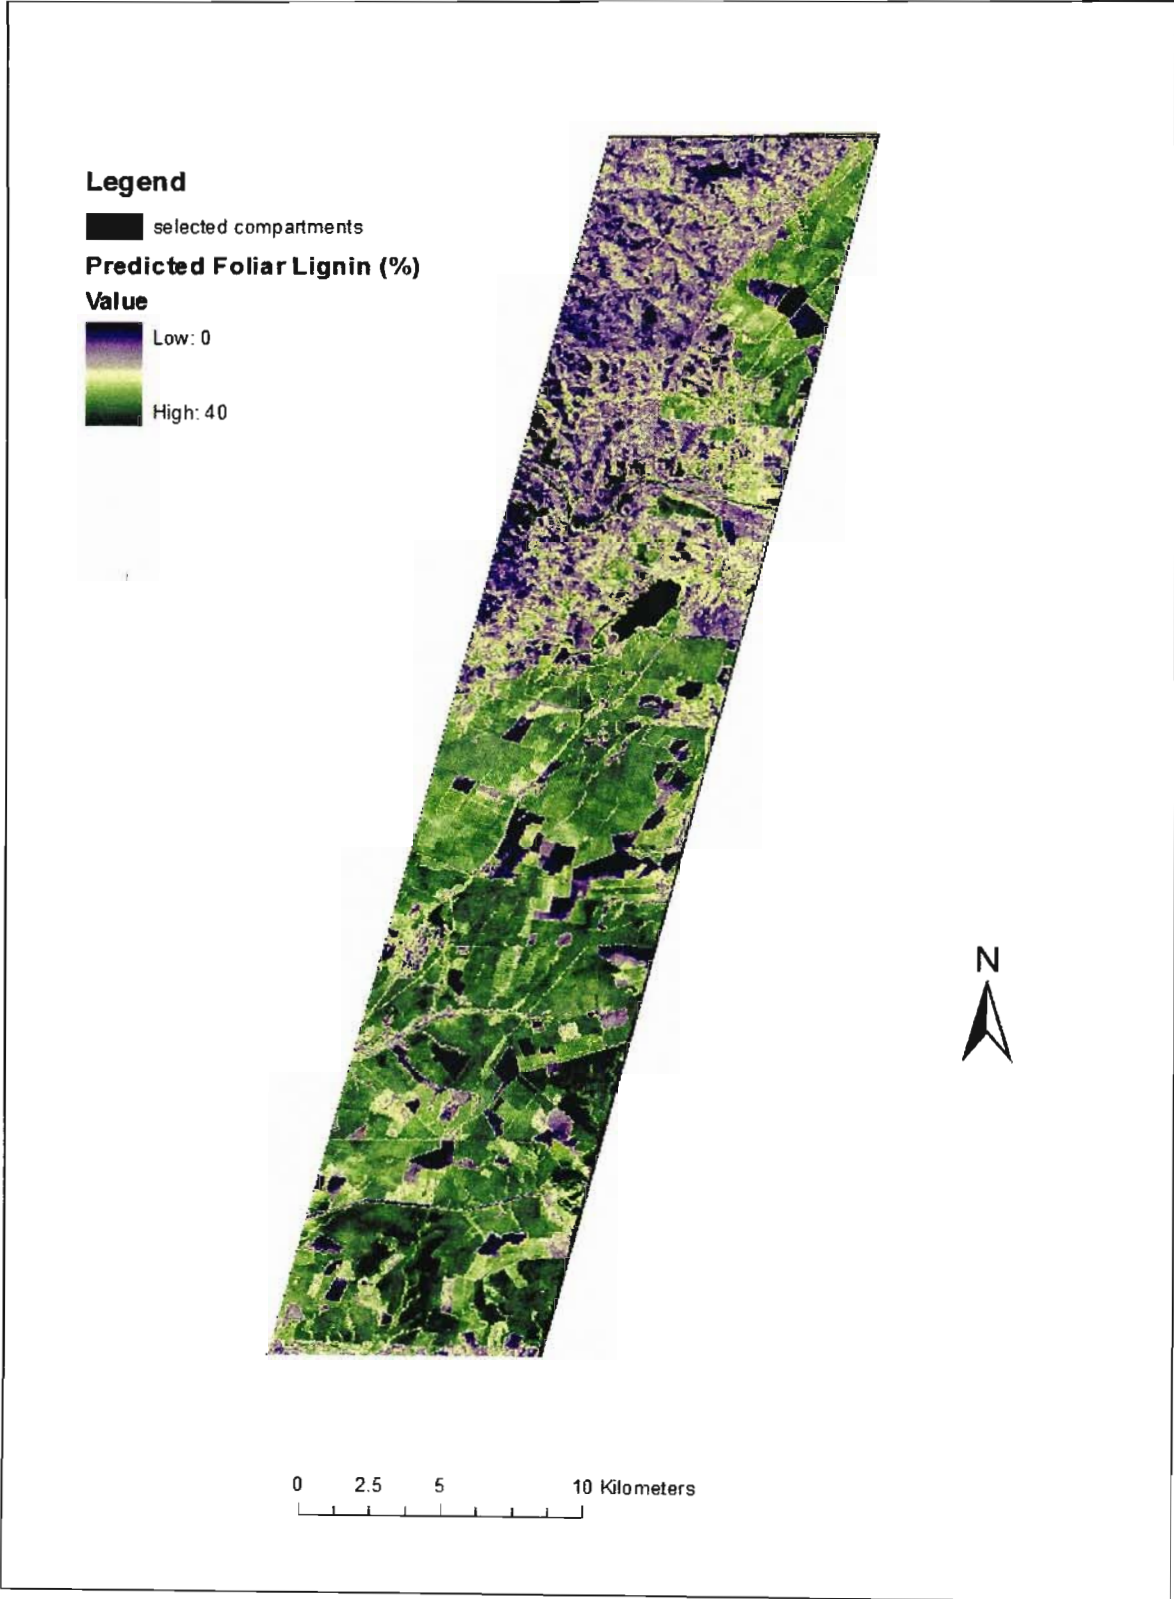 Legend
selected compartments
Predicted Foliar Lignin (%)
Value
Low: 0
High: 40
N
0 2.5 5 10 Kilometers